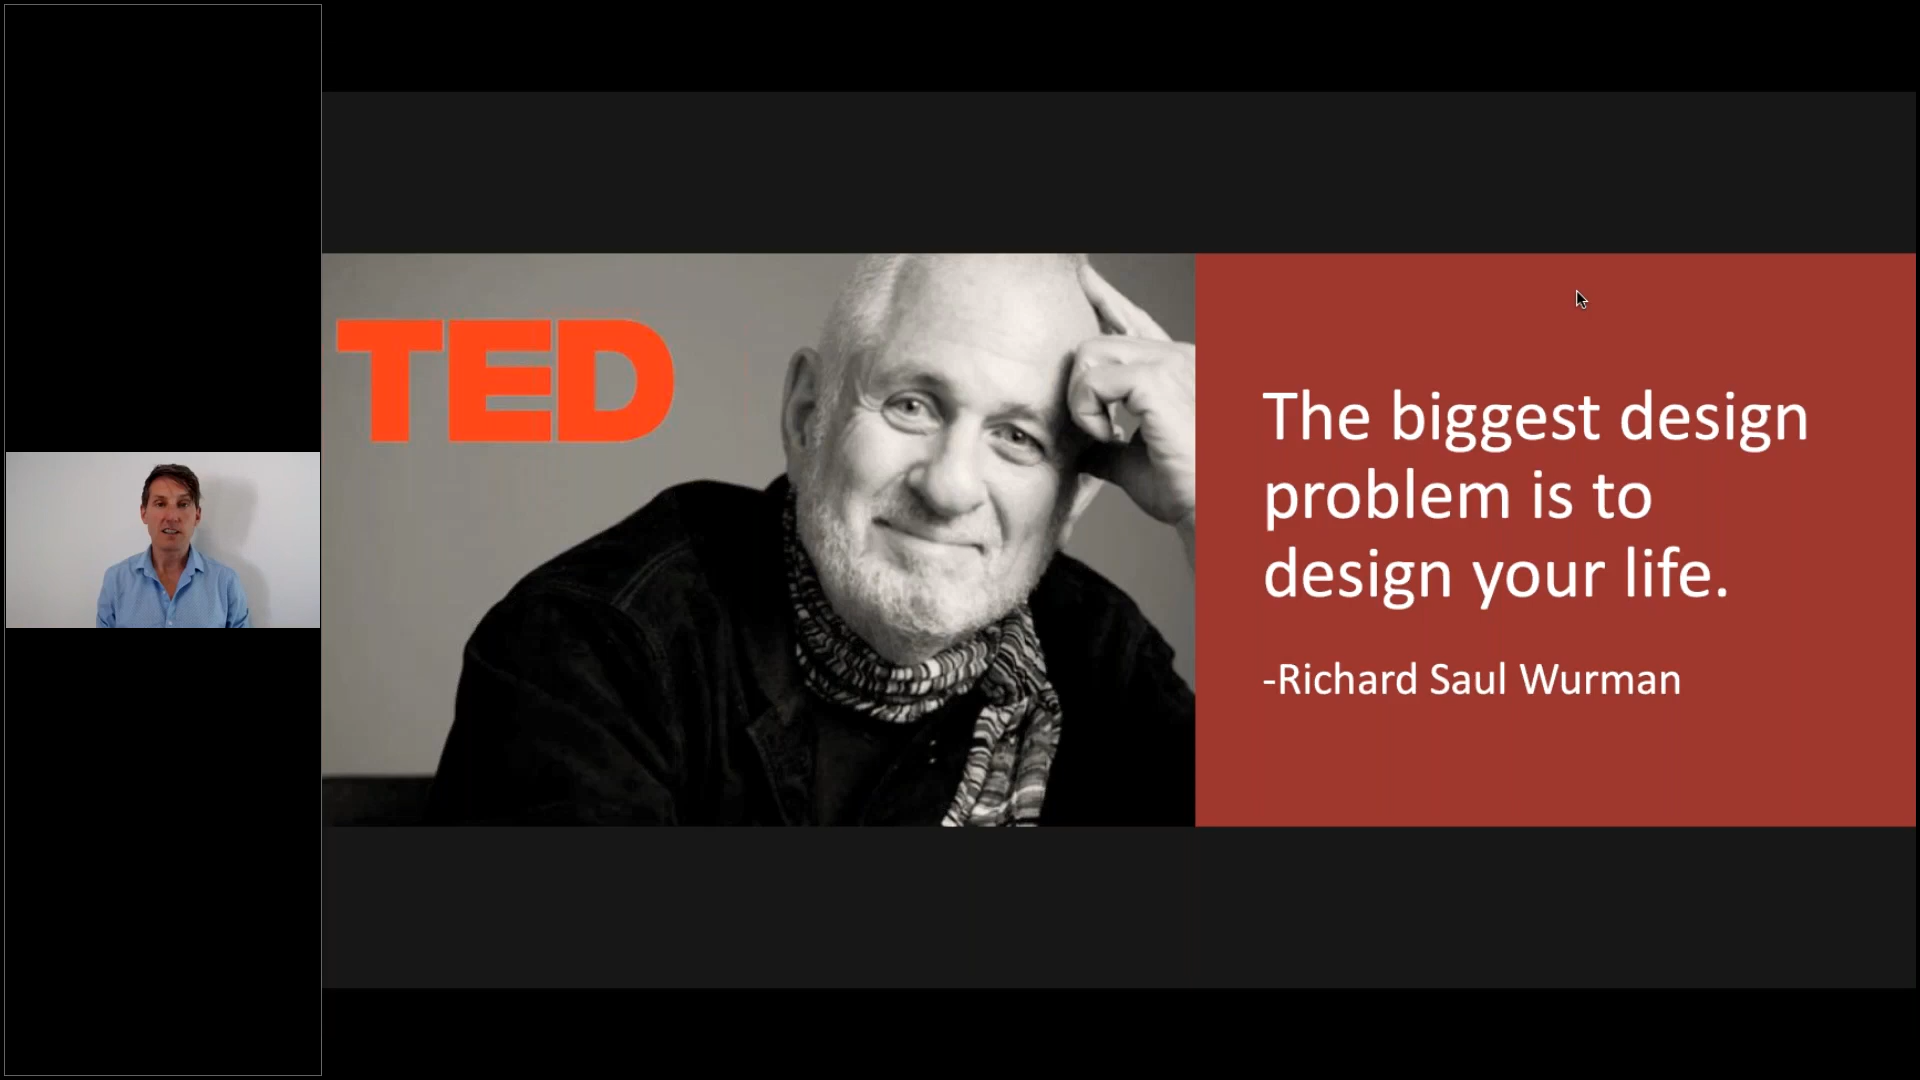 TED
The biggest design
problem is to
design your life.
-Richard Saul Wurman